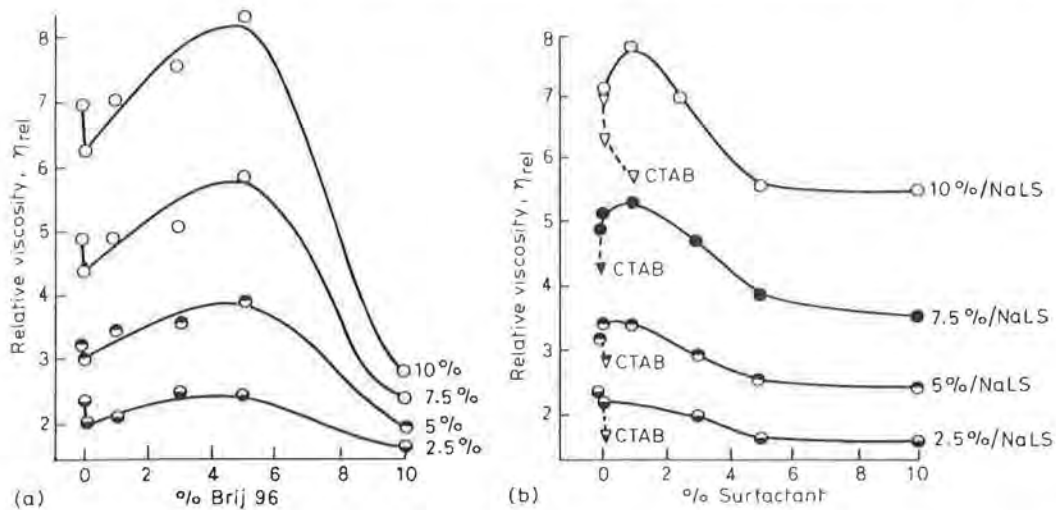 Relative viscosity, ηrel
8
7
6
5
4
3
2
0
2
4
6
8
10
10%
7.5%
5%
2.5%
(a)
% Brij 96
Relative viscosity, ηrel
8
7
6
5
4
3
2
0
2
4
6
8
10
CTAB
CTAB
CTAB
CTAB
10%/NaLS
7.5%/NaLS
5%/NaLS
2.5%/NaLS
(b)
% Surfactant